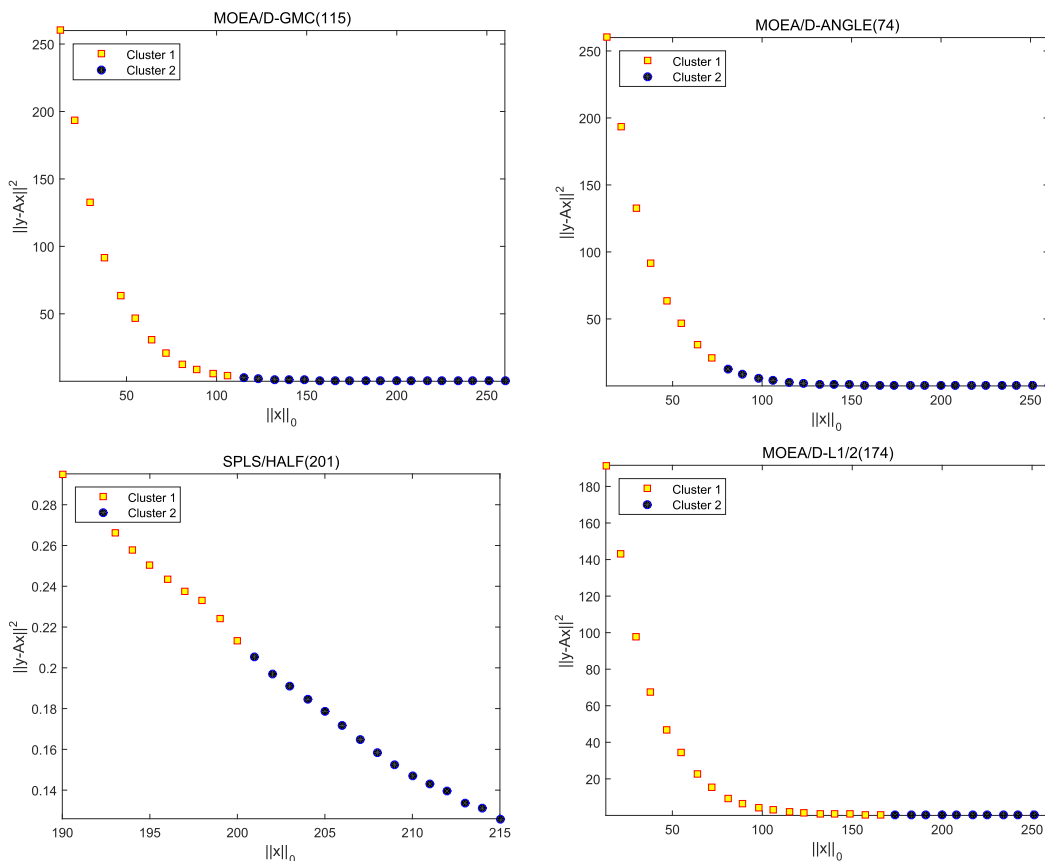 MOEA/D-GMC(115)
250
200
150
100
50
||y-Ax||²
Cluster 1
Cluster 2
50
100
150
200
250
||x||₀
MOEA/D-ANGLE(74)
250
200
150
100
50
||y-Ax||²
Cluster 1
Cluster 2
50
100
150
200
250
||x||₀
SPLS/HALF(201)
0.28
0.26
0.24
0.22
0.2
0.18
0.16
0.14
||y-Ax||²
Cluster 1
Cluster 2
190
195
200
205
210
215
||x||₀
MOEA/D-L1/2(174)
180
160
140
120
100
80
60
40
20
||y-Ax||²
Cluster 1
Cluster 2
50
100
150
200
250
||x||₀